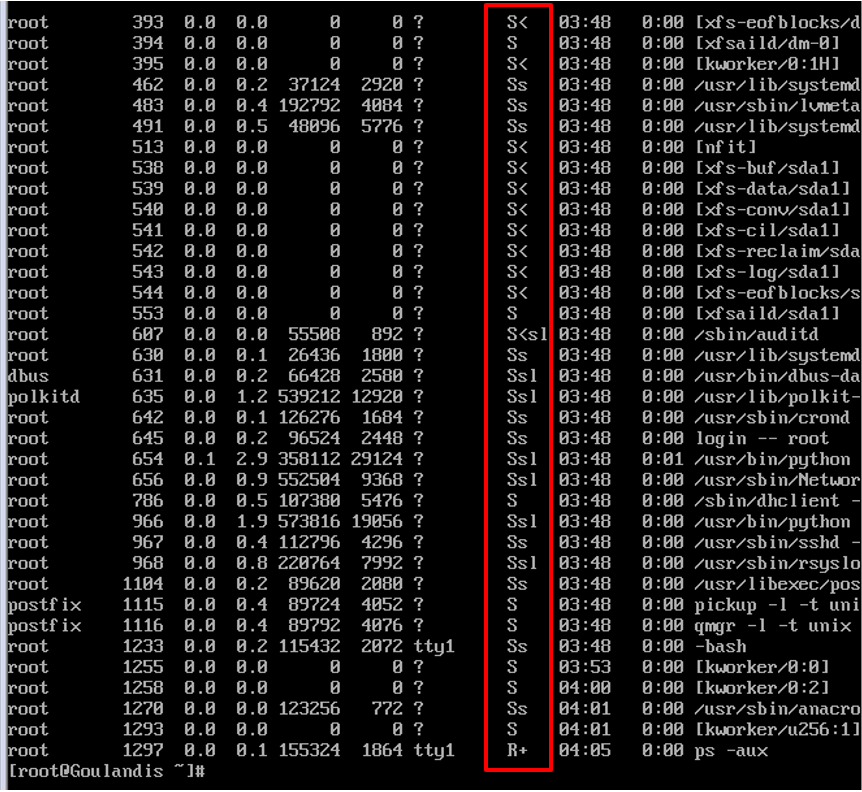 root 393 0.0 0.0 0 0 ? S< 03:48 0:00 [xfs-eofblocks/d
root 394 0.0 0.0 0 0 ? S 03:48 0:00 [xfsaild/dm-0]
root 395 0.0 0.0 0 0 ? S< 03:48 0:00 [kworker/0:1H]
root 462 0.0 0.2 37124 2920 ? Ss 03:48 0:00 /usr/lib/systemd
root 483 0.0 0.4 192792 4084 ? Ss 03:48 0:00 /usr/sbin/lvmeta
root 491 0.0 0.5 48096 5776 ? Ss 03:48 0:00 /usr/lib/systemd
root 513 0.0 0.0 0 0 ? S< 03:48 0:00 [nfit]
root 538 0.0 0.0 0 0 ? S< 03:48 0:00 [xfs-buf/sda1]
root 539 0.0 0.0 0 0 ? S< 03:48 0:00 [xfs-data/sda1]
root 540 0.0 0.0 0 0 ? S< 03:48 0:00 [xfs-conv/sda1]
root 541 0.0 0.0 0 0 ? S< 03:48 0:00 [xfs-cil/sda1]
root 542 0.0 0.0 0 0 ? S< 03:48 0:00 [xfs-reclaim/sda
root 543 0.0 0.0 0 0 ? S< 03:48 0:00 [xfs-log/sda1]
root 544 0.0 0.0 0 0 ? S< 03:48 0:00 [xfs-eofblocks/s
root 553 0.0 0.0 0 0 ? S 03:48 0:00 [xfsaild/sda1]
root 607 0.0 0.0 55508 892 ? S<sl 03:48 0:00 /sbin/auditd
root 630 0.0 0.1 26436 1800 ? Ss 03:48 0:00 /usr/lib/systemd
dbus 631 0.0 0.2 66428 2580 ? Ssl 03:48 0:00 /usr/bin/dbus-da
polkitd 635 0.0 1.2 539212 12920 ? Ssl 03:48 0:00 /usr/lib/polkit-
root 642 0.0 0.1 126276 1684 ? Ss 03:48 0:00 /usr/sbin/crond
root 645 0.0 0.2 96524 2448 ? Ss 03:48 0:00 login -- root
root 654 0.1 2.9 358112 29124 ? Ssl 03:48 0:01 /usr/bin/python
root 656 0.0 0.9 552504 9368 ? Ssl 03:48 0:00 /usr/sbin/Networ
root 786 0.0 0.5 107380 5476 ? S 03:48 0:00 /sbin/dhclient -
root 966 0.0 1.9 573816 19056 ? Ssl 03:48 0:00 /usr/bin/python
root 967 0.0 0.4 112796 4296 ? Ss 03:48 0:00 /usr/sbin/sshd -
root 968 0.0 0.8 220764 7992 ? Ssl 03:48 0:00 /usr/sbin/rsyslo
root 1104 0.0 0.2 89620 2080 ? Ss 03:48 0:00 /usr/libexec/pos
postfix 1115 0.0 0.4 89724 4052 ? S 03:48 0:00 pickup -l -t uni
postfix 1116 0.0 0.4 89792 4076 ? S 03:48 0:00 qmgr -l -t unix
root 1233 0.0 0.2 115432 2072 tty1 Ss 03:48 0:00 -bash
root 1255 0.0 0.0 0 0 ? S 03:53 0:00 [kworker/0:0]
root 1258 0.0 0.0 0 0 ? S 04:00 0:00 [kworker/0:2]
root 1270 0.0 0.0 123256 772 ? Ss 04:01 0:00 /usr/sbin/anacro
root 1293 0.0 0.0 0 0 ? S 04:01 0:00 [kworker/u256:1]
root 1297 0.0 0.1 155324 1864 tty1 R+ 04:05 0:00 ps -aux
[root@Goulandis ~]#